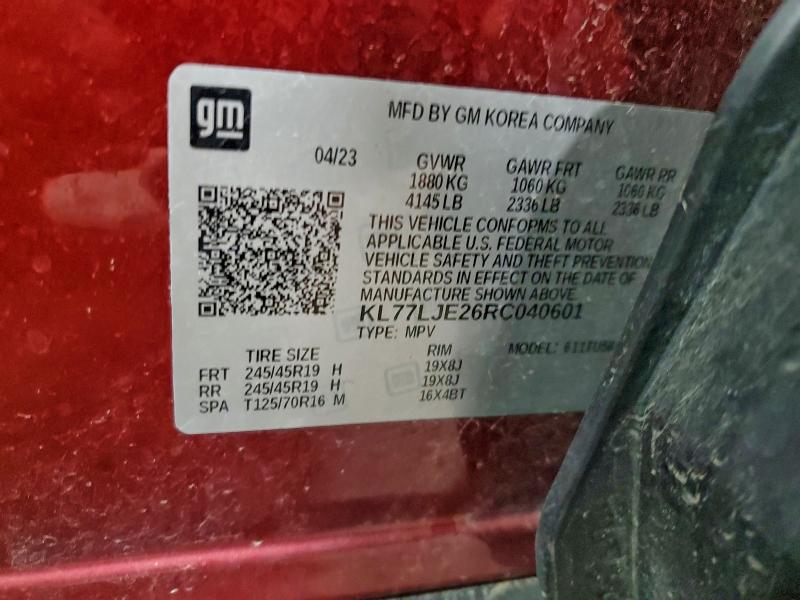 gm
MFD BY GM KOREA COMPANY
04/23 GVWR GAWR FRT GAWR RR
1880 KG 1060 KG 1060 KG
4145 LB 2336 LB 2336 LB
THIS VEHICLE CONFORMS TO ALL
APPLICABLE U.S. FEDERAL MOTOR
VEHICLE SAFETY AND THEFT PREVENTION
STANDARDS IN EFFECT ON THE DATE OF
MANUFACTURE SHOWN ABOVE.
KL77LJE26RC040601
TYPE: MPV MODEL:
TIRE SIZE RIM
FRT 245/45R19 H 19X8J
RR 245/45R19 H 19X8J
SPA T125/70R16 M 16X4BT